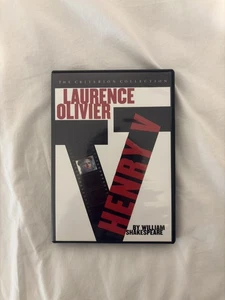 THE CRITERION COLLECTION
LAURENCE
OLIVIER
V
HENRY V
BY WILLIAM
SHAKESPEARE